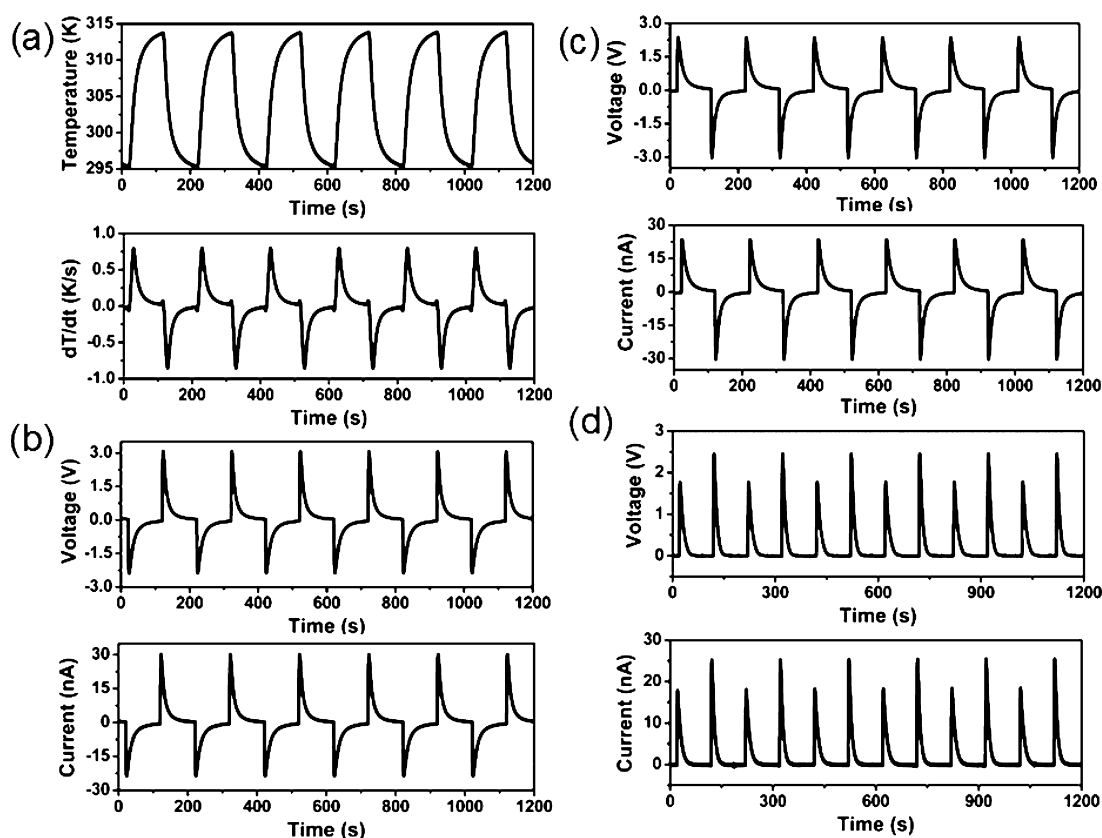 (a)
Temperature (K)
315
310
305
300
295
0 200 400 600 800 1000 1200
Time (s)
dT/dt (K/s)
1.0
0.5
0.0
-0.5
-1.0
0 200 400 600 800 1000 1200
Time (s)
(b)
Voltage (V)
3.0
1.5
0.0
-1.5
-3.0
0 200 400 600 800 1000 1200
Time (s)
Current (nA)
30
15
0
-15
-30
0 200 400 600 800 1000 1200
Time (s)
(c)
Voltage (V)
3.0
1.5
0.0
-1.5
-3.0
0 200 400 600 800 1000 1200
Time (s)
Current (nA)
30
15
0
-15
-30
0 200 400 600 800 1000 1200
Time (s)
(d)
Voltage (V)
3
2
1
0
0 300 600 900 1200
Time (s)
Current (nA)
30
20
10
0
0 300 600 900 1200
Time (s)